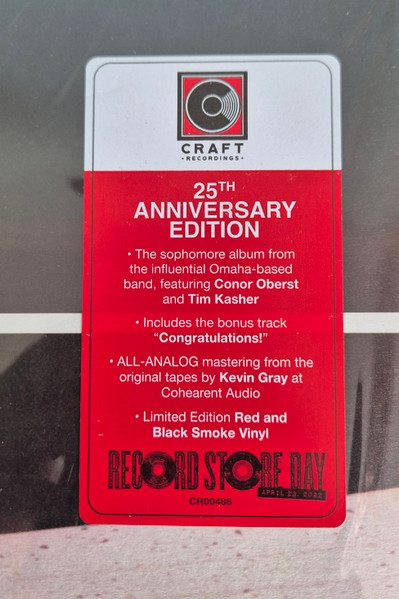 CRAFT
• RECORDINGS •
25TH
ANNIVERSARY
EDITION
• The sophomore album from
the influential Omaha-based
band, featuring Conor Oberst
and Tim Kasher
• Includes the bonus track
"Congratulations!"
• ALL-ANALOG mastering from the
original tapes by Kevin Gray at
Cohearent Audio
• Limited Edition Red and
Black Smoke Vinyl
RECORD STORE DAY
APRIL 23, 2022
CR00486